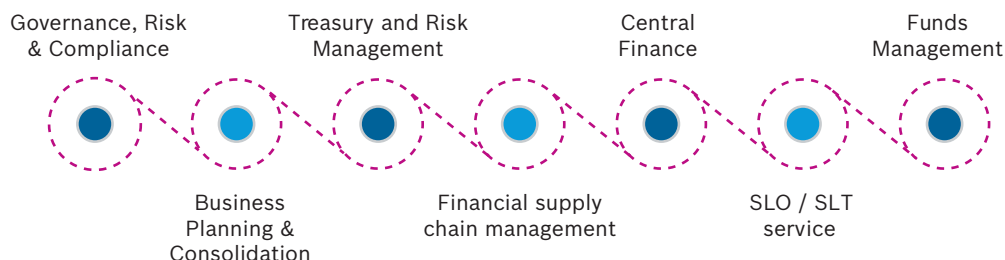 Governance, Risk
& Compliance
Treasury and Risk
Management
Central
Finance
Funds
Management
Business
Planning &
Consolidation
Financial supply
chain management
SLO / SLT
service